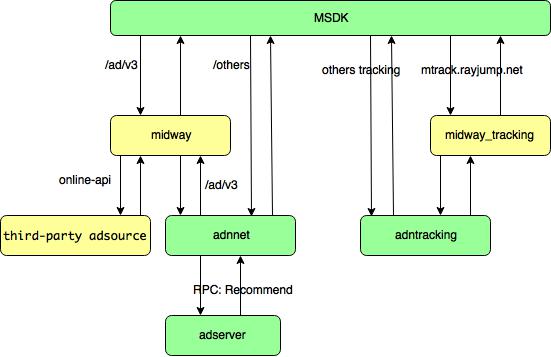 MSDK
/ad/v3
/others
others tracking
mtrack.rayjump.net
midway
midway_tracking
online-api
/ad/v3
third-party adsource
adnnet
adntracking
RPC: Recommend
adserver